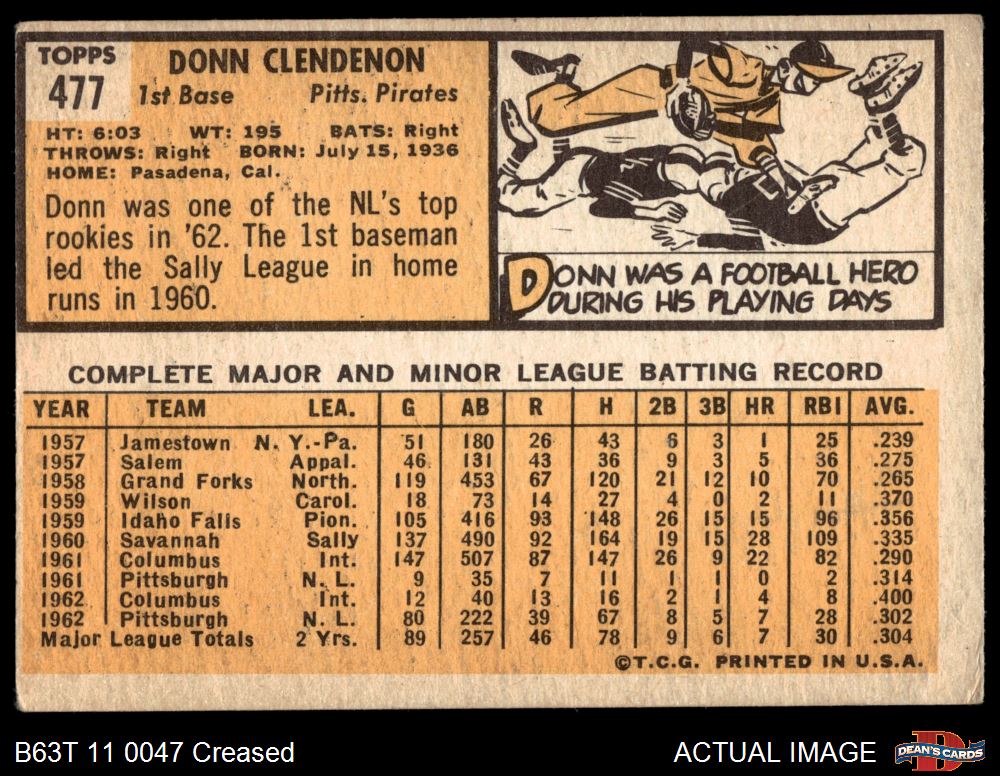 TOPPS
477
DONN CLENDENON
1st Base Pitts. Pirates
HT: 6:03 WT: 195 BATS: Right
THROWS: Right BORN: July 15, 1936
HOME: Pasadena, Cal.
Donn was one of the NL's top
rookies in '62. The 1st baseman
led the Sally League in home
runs in 1960.
DONN WAS A FOOTBALL HERO
DURING HIS PLAYING DAYS
COMPLETE MAJOR AND MINOR LEAGUE BATTING RECORD
YEAR TEAM LEA. G AB R H 2B 3B HR RBI AVG.
1957 Jamestown N. Y.-Pa. 51 180 26 43 6 3 1 25 .239
1957 Salem Appal. 46 131 43 36 9 3 5 36 .275
1958 Grand Forks North. 119 453 67 120 21 12 10 70 .265
1959 Wilson Carol. 18 73 14 27 4 0 2 11 .370
1959 Idaho Falls Pion. 105 416 93 148 26 15 15 96 .356
1960 Savannah Sally 137 490 92 164 19 15 28 109 .335
1961 Columbus Int. 147 507 87 147 26 9 22 82 .290
1961 Pittsburgh N. L. 9 35 7 11 1 1 0 2 .314
1962 Columbus Int. 12 40 13 16 2 1 4 8 .400
1962 Pittsburgh N. L. 80 222 39 67 8 5 7 28 .302
Major League Totals 2 Yrs. 89 257 46 78 9 6 7 30 .304
©T.C.G. PRINTED IN U.S.A.
B63T 11 0047 Creased
ACTUAL IMAGE
D
DEAN'S CARDS